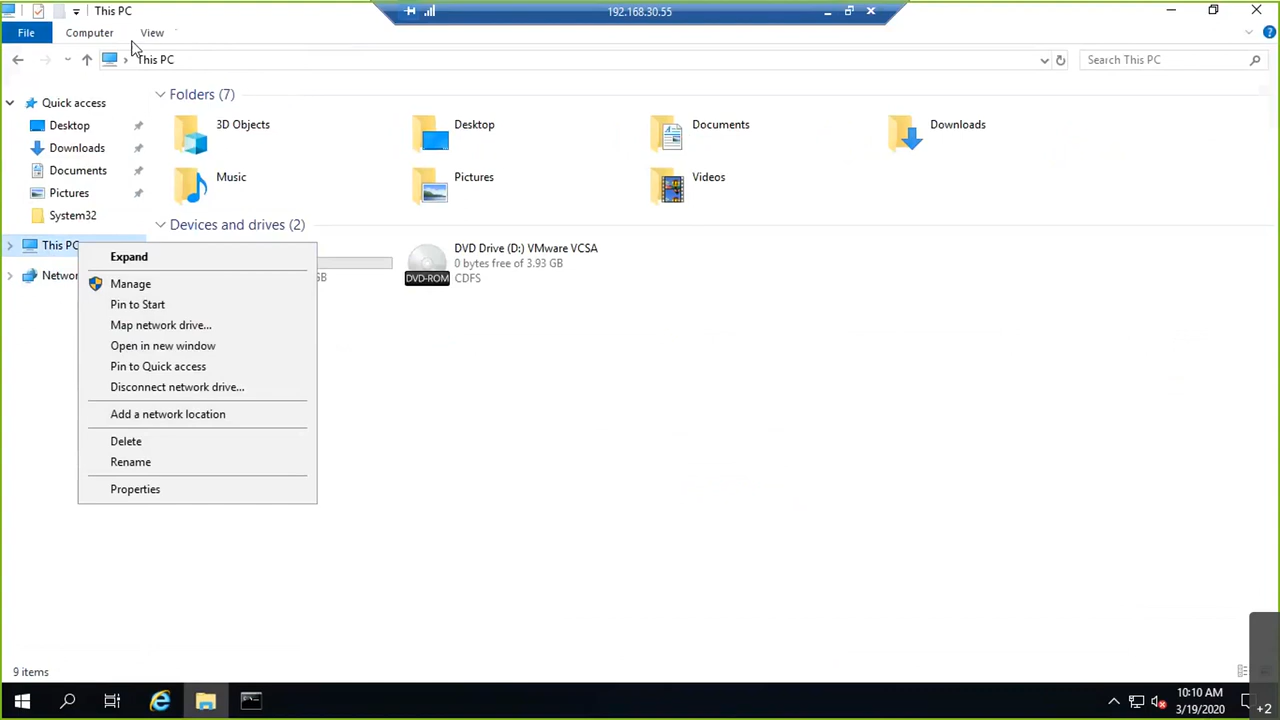 This PC
192.168.30.55
File
Computer
View
This PC
Search This PC
Quick access
Desktop
Downloads
Documents
Pictures
System32
This PC
Networ
Folders (7)
3D Objects
Desktop
Documents
Downloads
Music
Pictures
Videos
Devices and drives (2)
GB
DVD Drive (D:) VMware VCSA
0 bytes free of 3.93 GB
CDFS
DVD-ROM
Expand
Manage
Pin to Start
Map network drive...
Open in new window
Pin to Quick access
Disconnect network drive...
Add a network location
Delete
Rename
Properties
9 items
10:10 AM
3/19/2020
+2